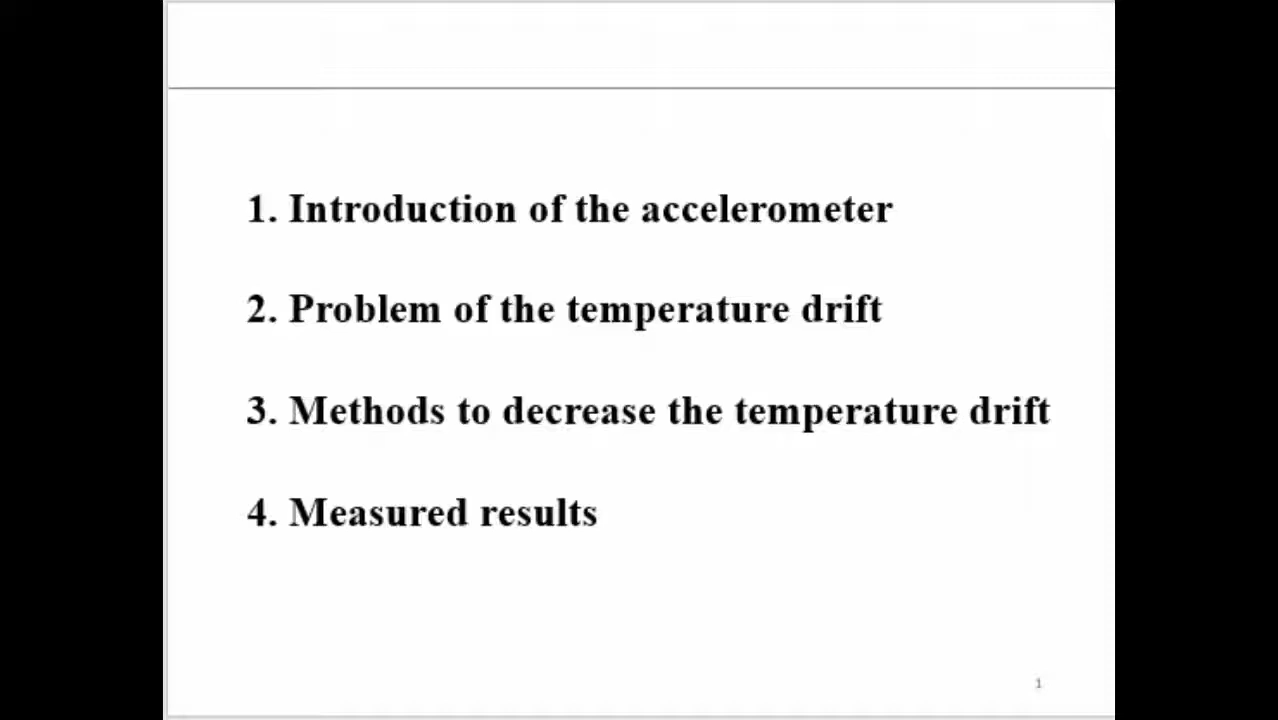 1. Introduction of the accelerometer
2. Problem of the temperature drift
3. Methods to decrease the temperature drift
4. Measured results
1